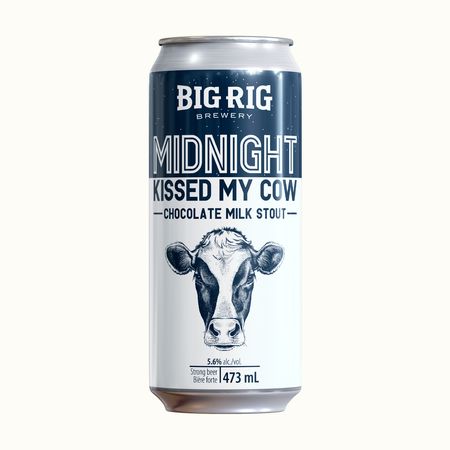 BIG RIG
BREWERY
MIDNIGHT
KISSED MY COW
CHOCOLATE MILK STOUT
5.6% alc./vol.
Strong beer
Bière forte
473 mL